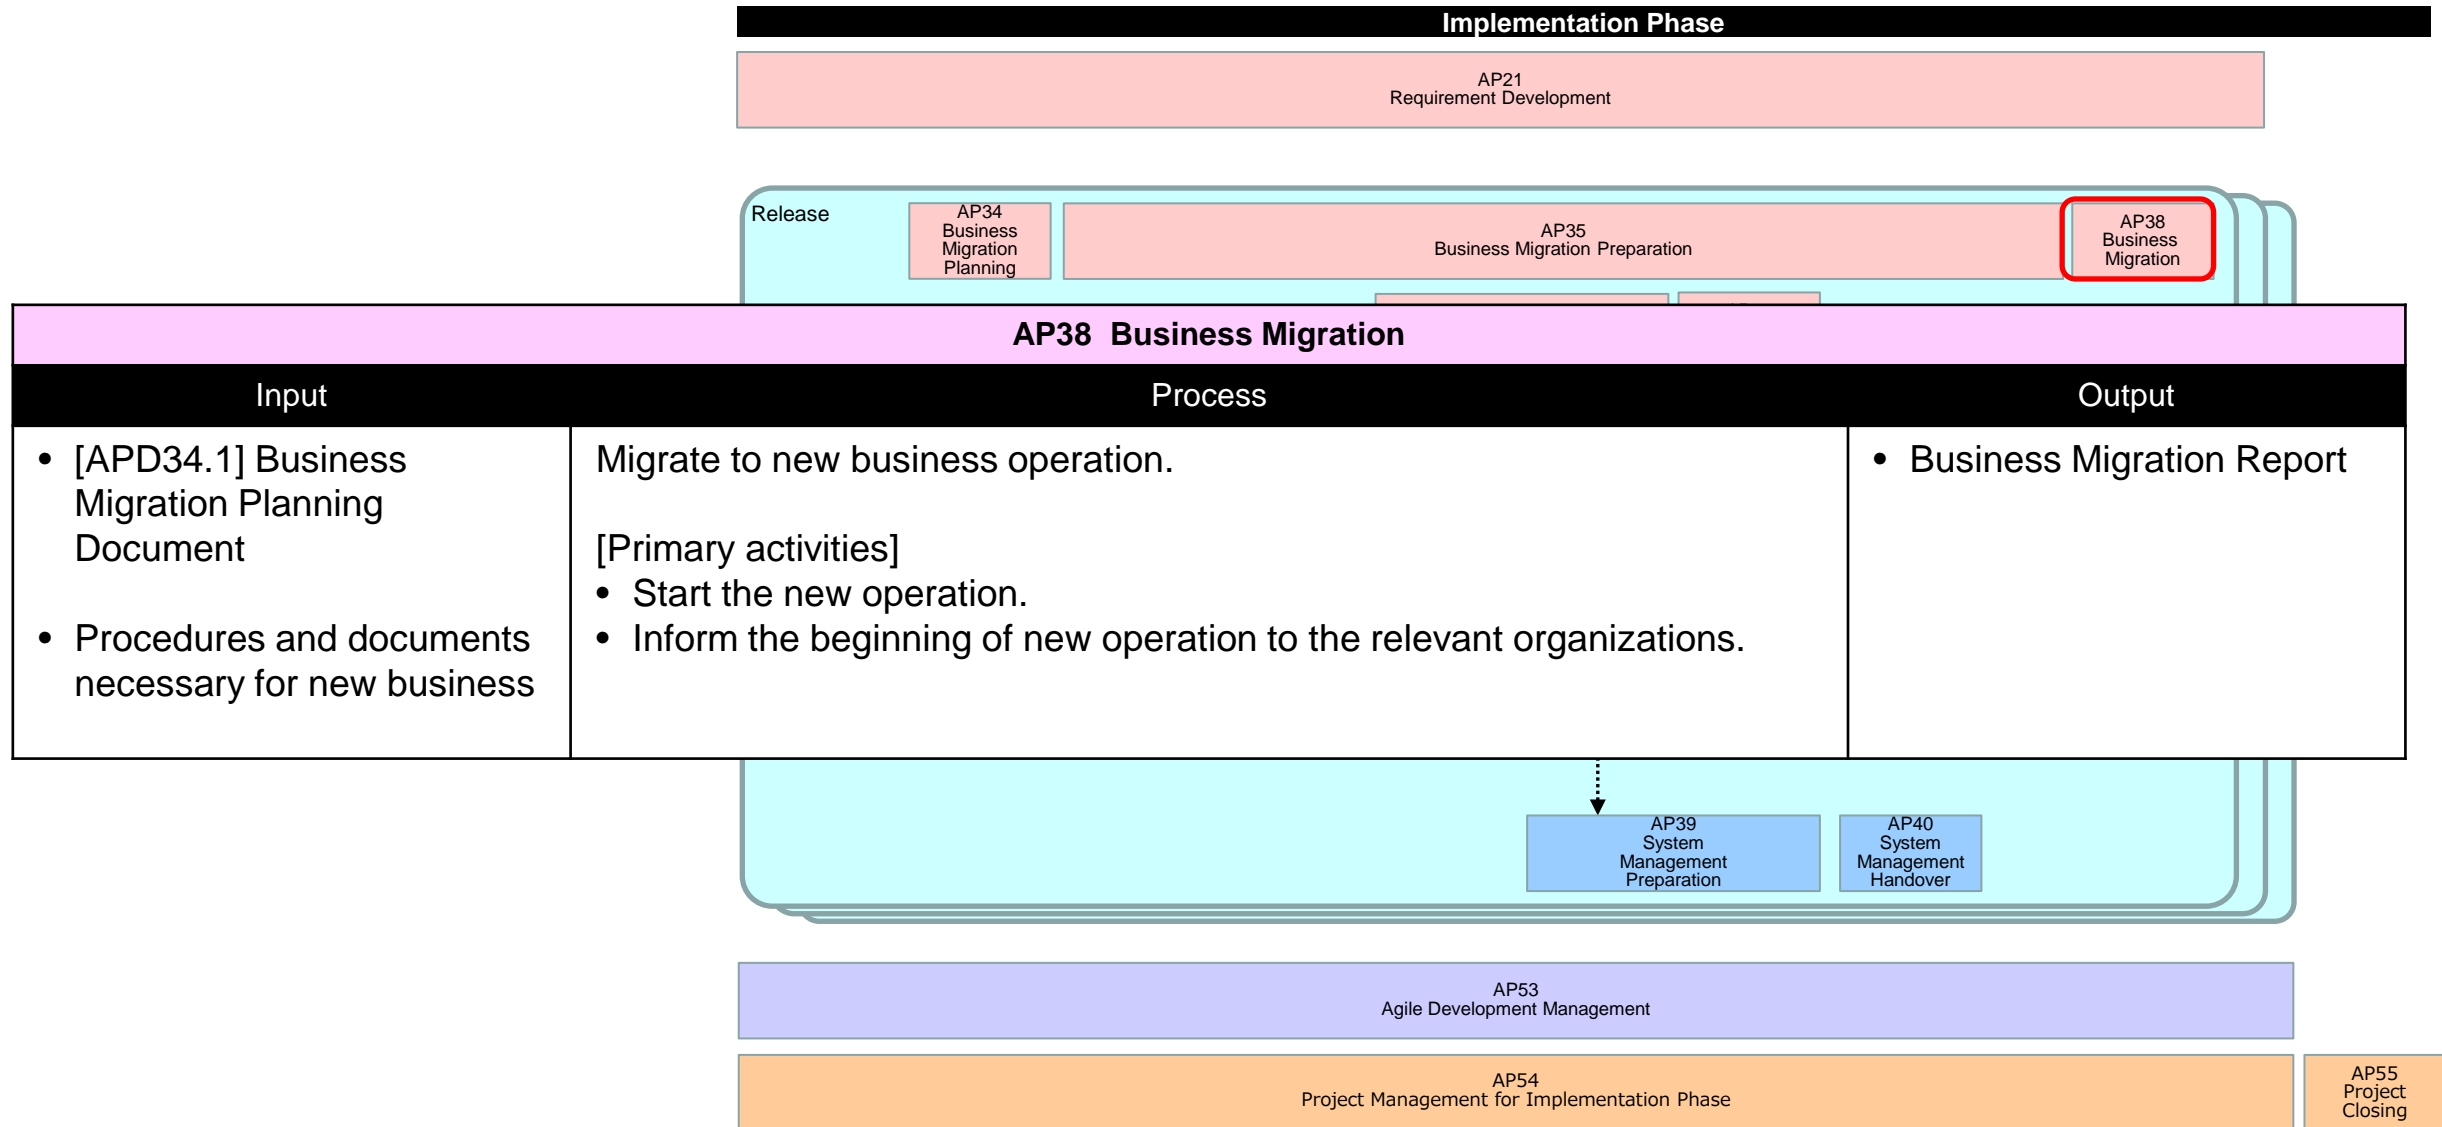 Implementation Phase
AP21
Requirement Development
Release
AP34
Business
Migration
Planning
AP35
Business Migration Preparation
AP38
Business
Migration
AP38 Business Migration
Input
Process
Output
• [APD34.1] Business
Migration Planning
Document
• Procedures and documents
necessary for new business
Migrate to new business operation.
[Primary activities]
• Start the new operation.
• Inform the beginning of new operation to the relevant organizations.
• Business Migration Report
AP39
System
Management
Preparation
AP40
System
Management
Handover
AP53
Agile Development Management
AP54
Project Management for Implementation Phase
AP55
Project
Closing